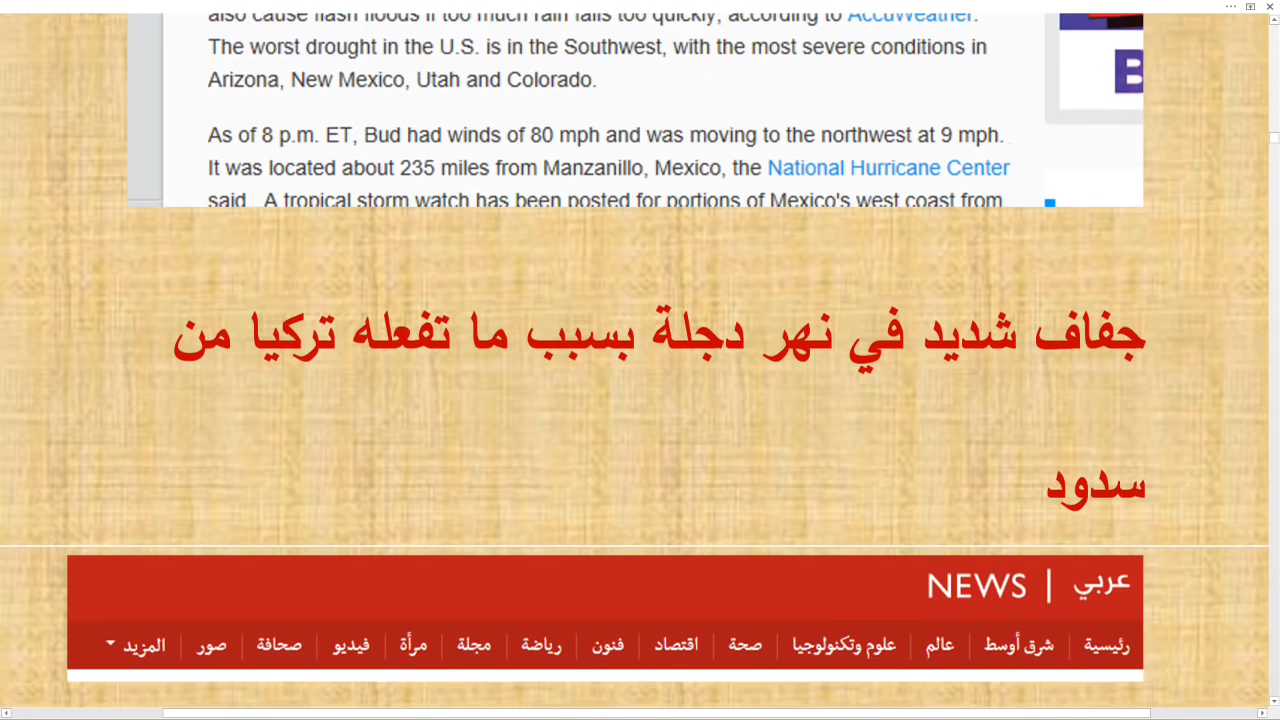 also cause flash floods if too much rain falls too quickly, according to AccuWeather.
The worst drought in the U.S. is in the Southwest, with the most severe conditions in
Arizona, New Mexico, Utah and Colorado.
As of 8 p.m. ET, Bud had winds of 80 mph and was moving to the northwest at 9 mph.
It was located about 235 miles from Manzanillo, Mexico, the National Hurricane Center
said. A tropical storm watch has been posted for portions of Mexico's west coast from
B
جفاف شديد في نهر دجلة بسبب ما تفعله تركيا من
سدود
عربي | NEWS
رئيسية شرق أوسط عالم علوم وتكنولوجيا صحة اقتصاد فنون رياضة مجلة مرأة فيديو صحافة صور المزيد